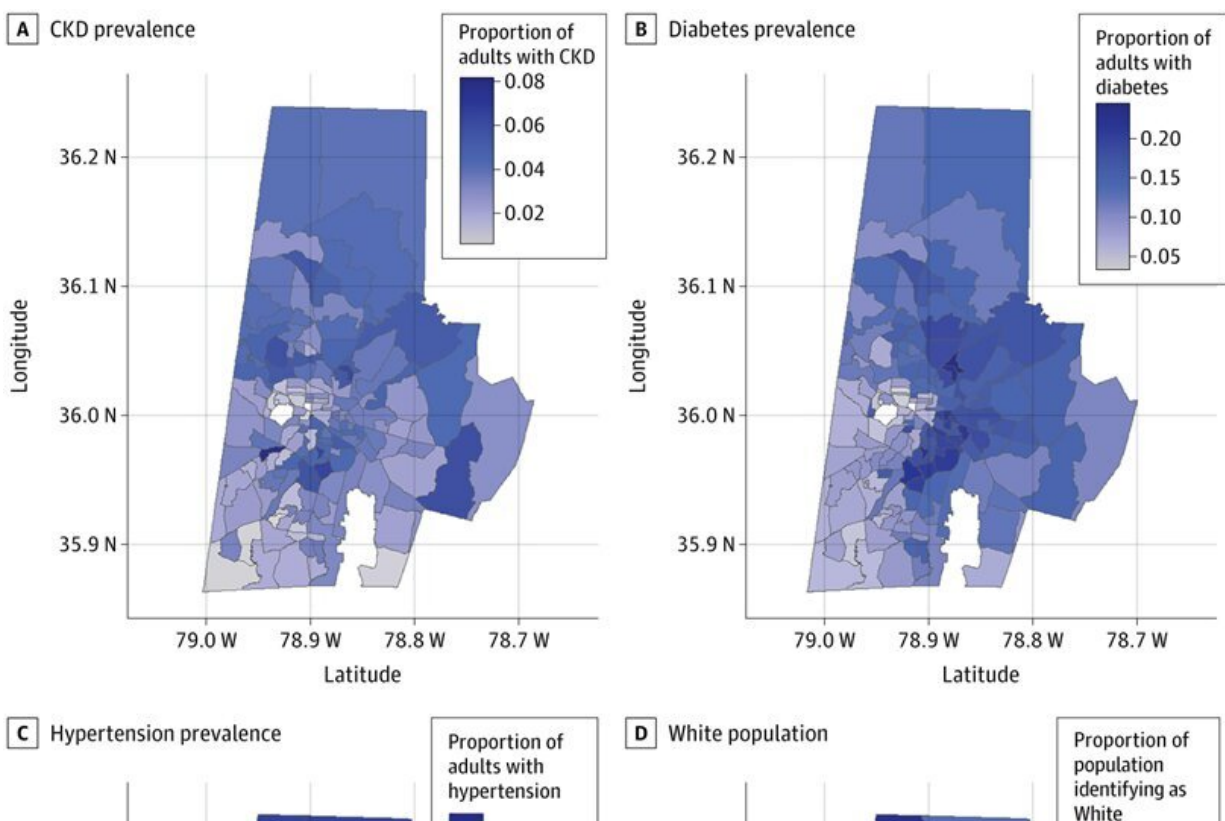 A CKD prevalence
Proportion of
adults with CKD
0.08
0.06
0.04
0.02
36.2 N
36.1 N
36.0 N
35.9 N
Longitude
79.0 W 78.9 W 78.8 W 78.7 W
Latitude
B Diabetes prevalence
Proportion of
adults with
diabetes
0.20
0.15
0.10
0.05
36.2 N
36.1 N
36.0 N
35.9 N
Longitude
79.0 W 78.9 W 78.8 W 78.7 W
Latitude
C Hypertension prevalence
Proportion of
adults with
hypertension
D White population
Proportion of
population
identifying as
White